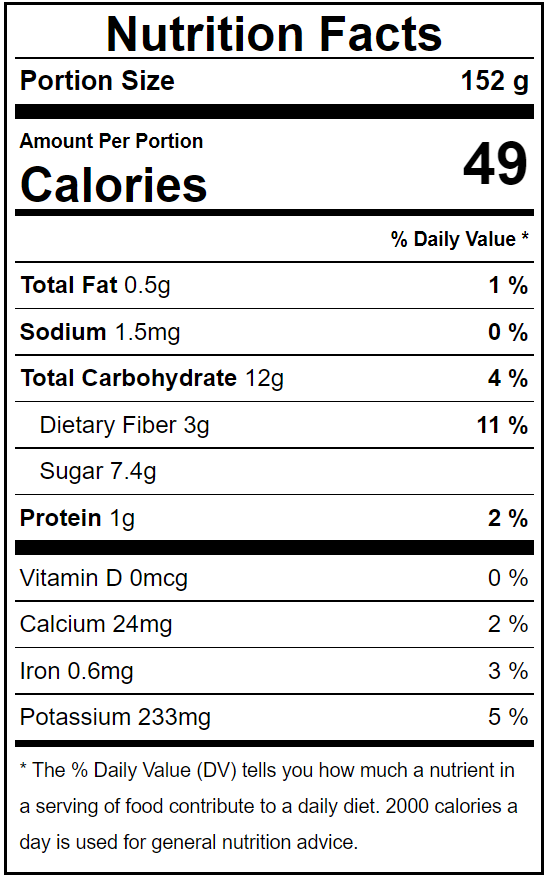 Nutrition Facts
Portion Size 152 g
Amount Per Portion
Calories 49
% Daily Value *
Total Fat 0.5g 1 %
Sodium 1.5mg 0 %
Total Carbohydrate 12g 4 %
Dietary Fiber 3g 11 %
Sugar 7.4g
Protein 1g 2 %
Vitamin D 0mcg 0 %
Calcium 24mg 2 %
Iron 0.6mg 3 %
Potassium 233mg 5 %
* The % Daily Value (DV) tells you how much a nutrient in
a serving of food contribute to a daily diet. 2000 calories a
day is used for general nutrition advice.